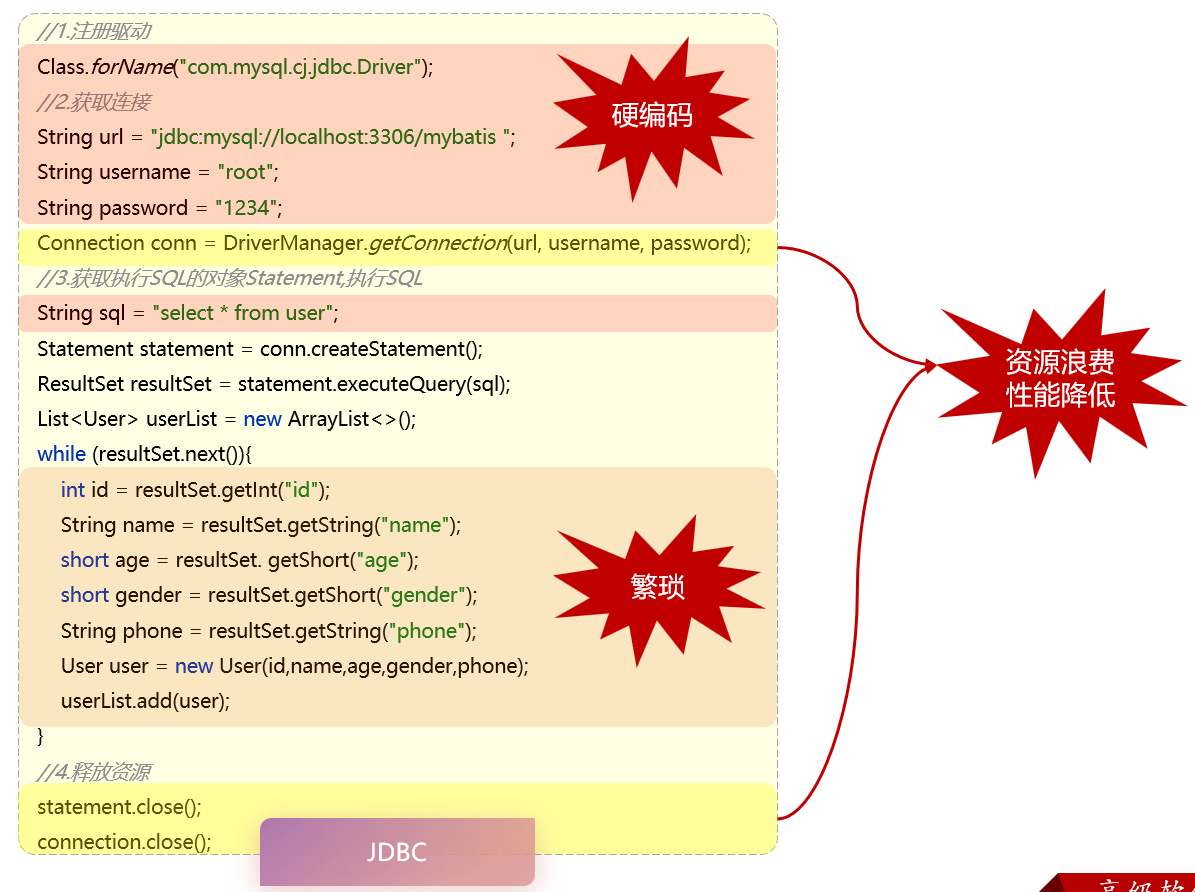 //1.注册驱动
Class.forName("com.mysql.cj.jdbc.Driver");
//2.获取连接
String url = "jdbc:mysql://localhost:3306/mybatis ";
String username = "root";
String password = "1234";
硬编码
Connection conn = DriverManager.getConnection(url, username, password);
//3.获取执行SQL的对象Statement,执行SQL
String sql = "select * from user";
Statement statement = conn.createStatement();
ResultSet resultSet = statement.executeQuery(sql);
List<User> userList = new ArrayList<>();
while (resultSet.next()){
int id = resultSet.getInt("id");
String name = resultSet.getString("name");
short age = resultSet. getShort("age");
short gender = resultSet.getShort("gender");
String phone = resultSet.getString("phone");
User user = new User(id,name,age,gender,phone);
userList.add(user);
繁琐
}
//4.释放资源
statement.close();
connection.close();
资源浪费
性能降低
JDBC
高级软